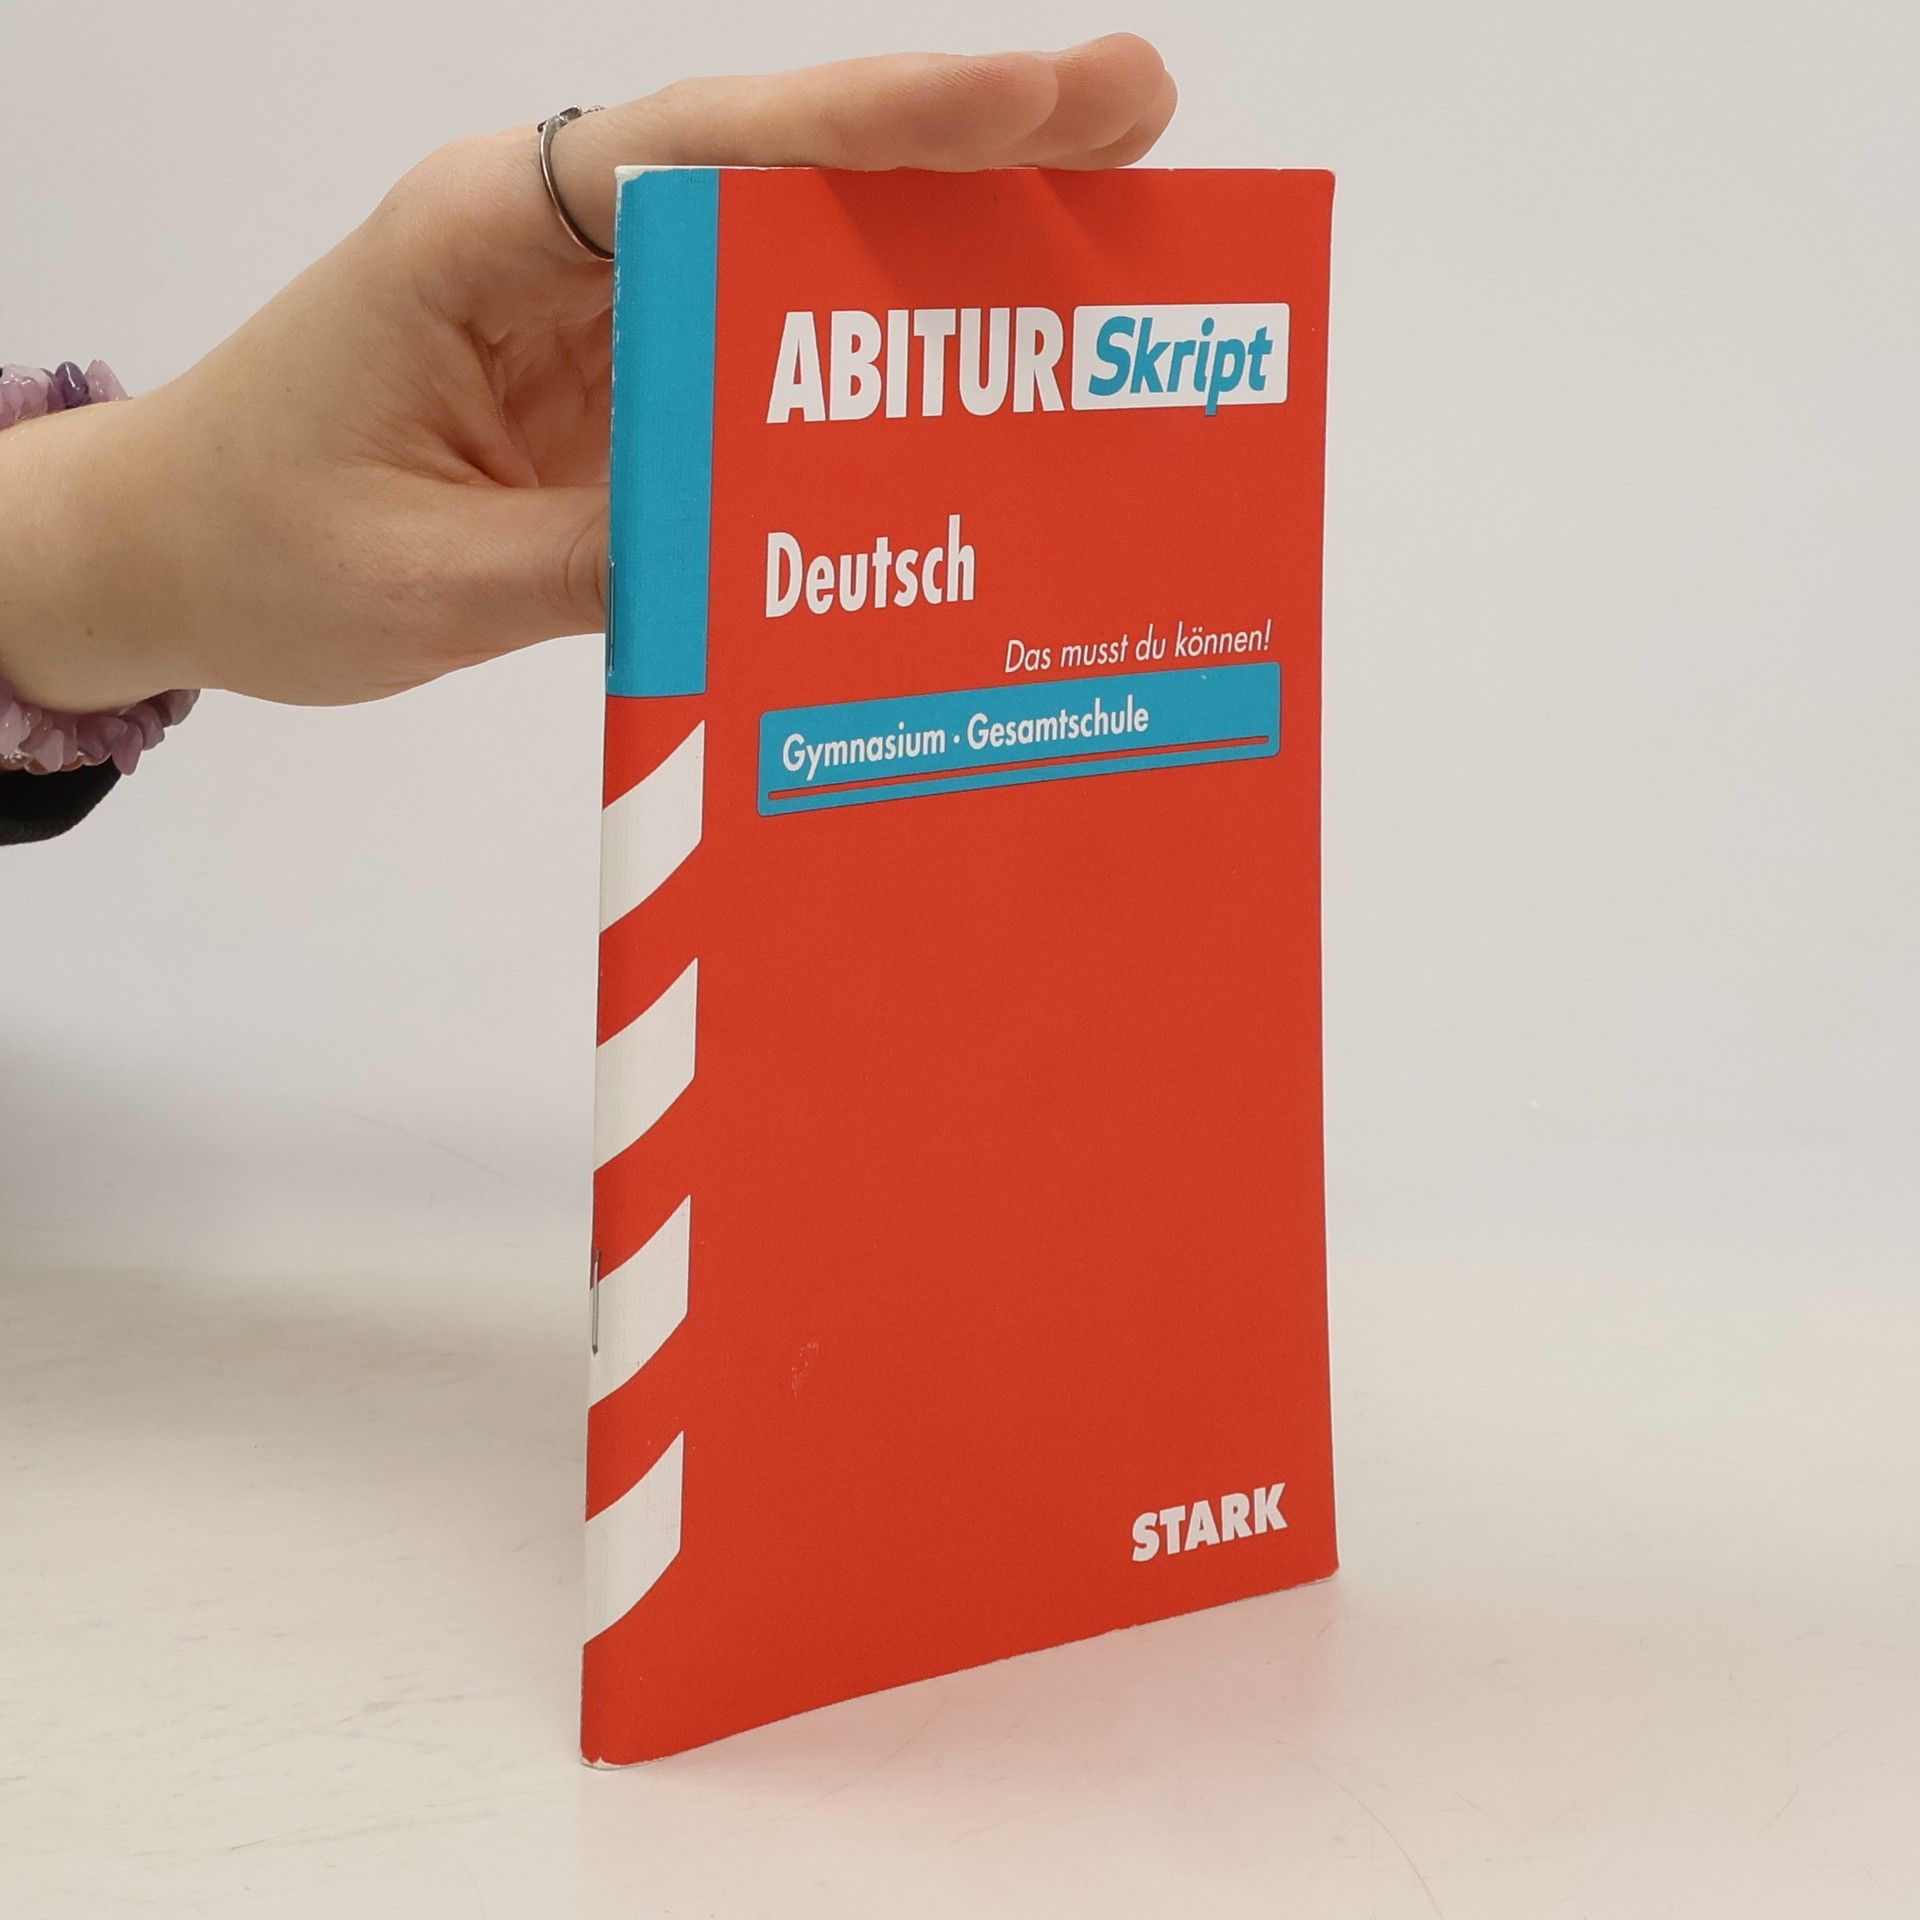 ABITUR Skript
Deutsch
Das musst du können!
Gymnasium · Gesamtschule
STARK